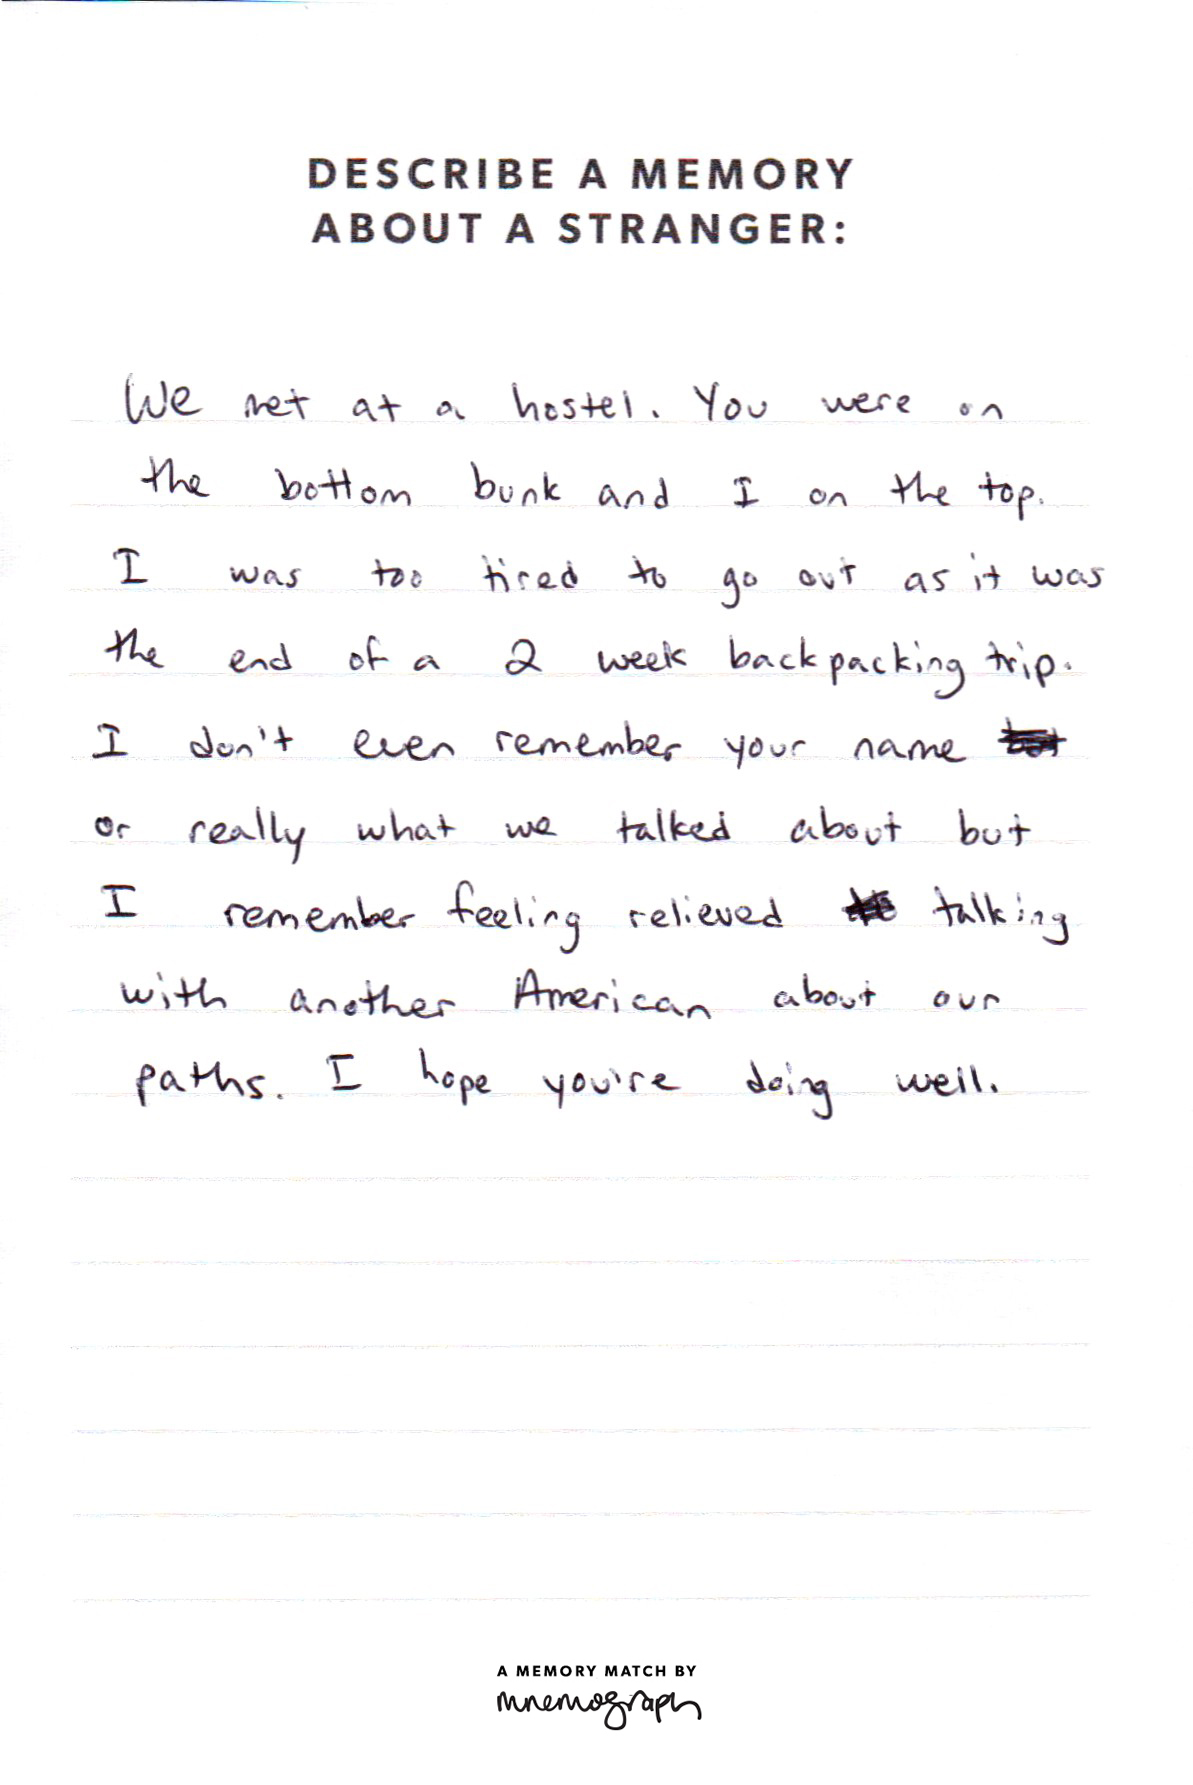 DESCRIBE A MEMORY
ABOUT A STRANGER:
We met at a hostel. You were on
the bottom bunk and I on the top.
I was too tired to go out as it was
the end of a 2 week backpacking trip.
I don't even remember your name
or really what we talked about but
I remember feeling relieved talking
with another American about our
paths. I hope you're doing well.
A MEMORY MATCH BY
mnemograph